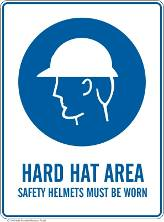 HARD HAT AREA
SAFETY HELMETS MUST BE WORN